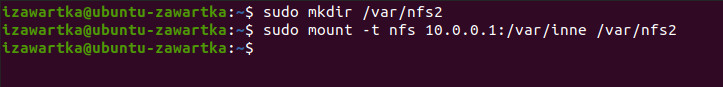 izawartka@ubuntu-zawartka:~$ sudo mkdir /var/nfs2
izawartka@ubuntu-zawartka:~$ sudo mount -t nfs 10.0.0.1:/var/inne /var/nfs2
izawartka@ubuntu-zawartka:~$